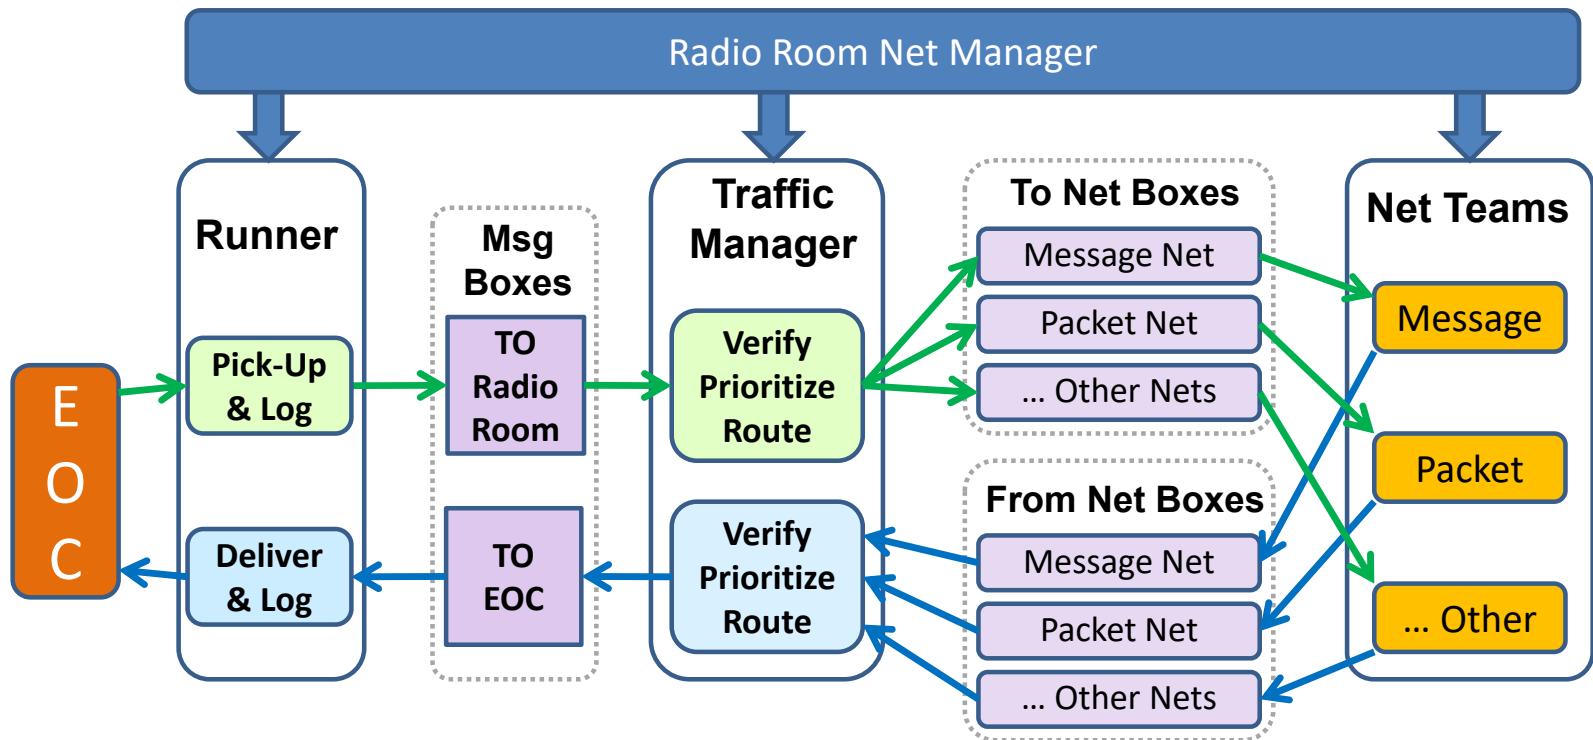 Radio Room Net Manager
Runner
Pick-Up
& Log
Deliver
& Log
E
O
C
Msg
Boxes
TO
Radio
Room
TO
EOC
Traffic
Manager
Verify
Prioritize
Route
Verify
Prioritize
Route
To Net Boxes
Message Net
Packet Net
... Other Nets
From Net Boxes
Message Net
Packet Net
... Other Nets
Net Teams
Message
Packet
... Other